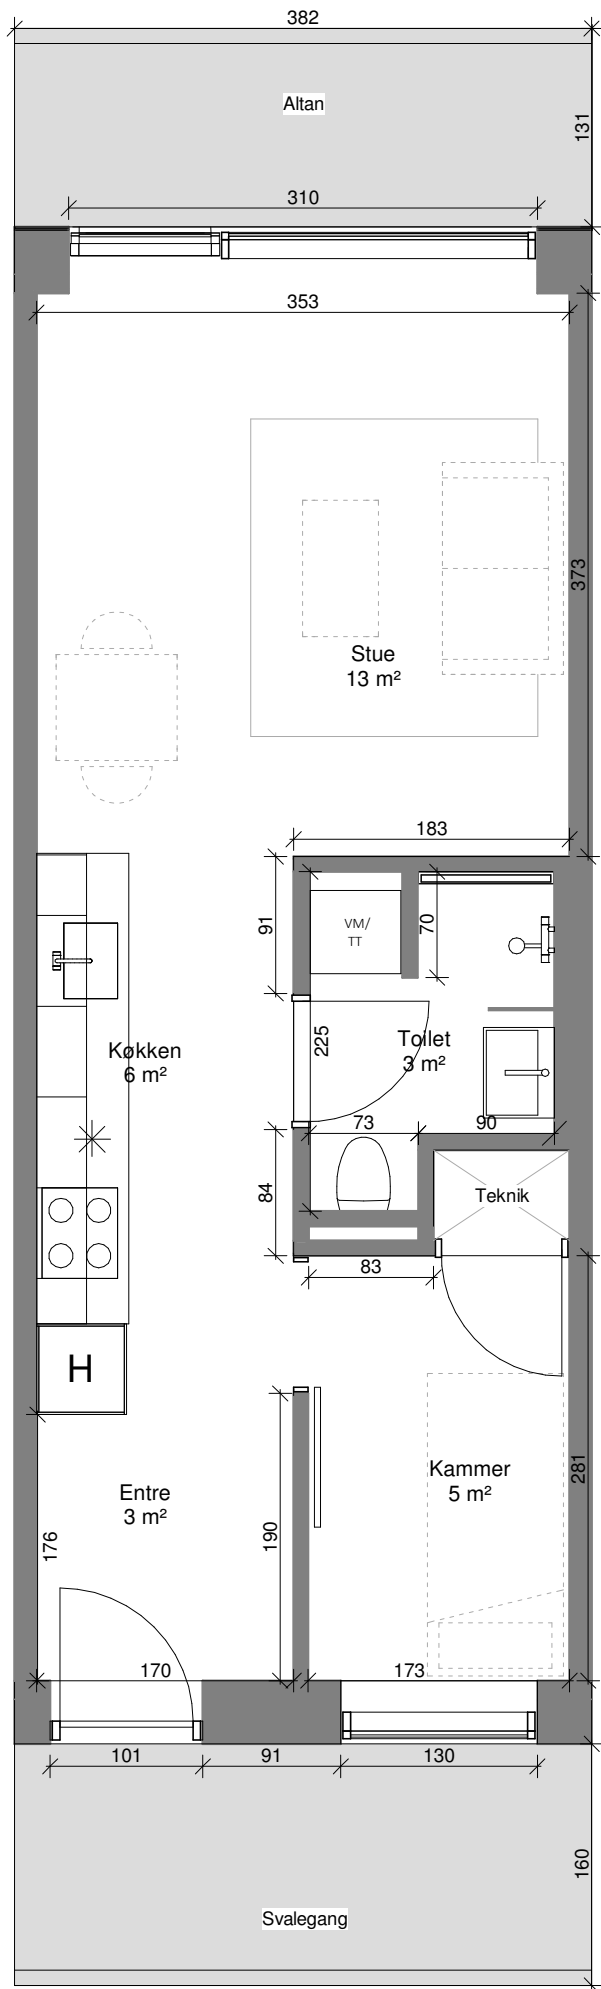 382
Altan
131
310
353
373
Stue
13 m²
183
91
VM/
TT
70
225
Toilet
3 m²
Køkken
6 m²
73
90
84
Teknik
83
H
Kammer
5 m²
281
Entre
3 m²
176
190
170
173
101
91
130
160
Svalegang